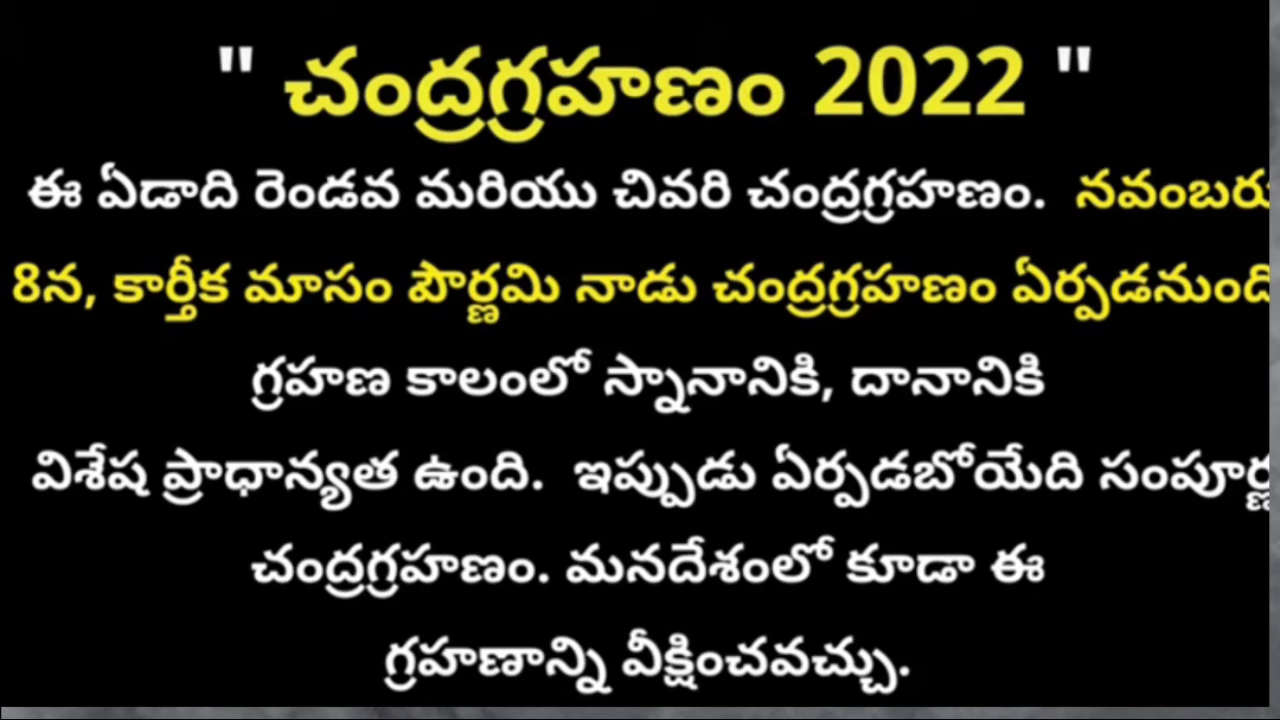 " చంద్రగ్రహణం 2022 "
ఈ ఏడాది రెండవ మరియు చివరి చంద్రగ్రహణం. నవంబరు
8న, కార్తీక మాసం పౌర్ణమి నాడు చంద్రగ్రహణం ఏర్పడనుంది
గ్రహణ కాలంలో స్నానానికి, దానానికి
విశేష ప్రాధాన్యత ఉంది. ఇప్పుడు ఏర్పడబోయేది సంపూర్ణ
చంద్రగ్రహణం. మనదేశంలో కూడా ఈ
గ్రహణాన్ని వీక్షించవచ్చు.